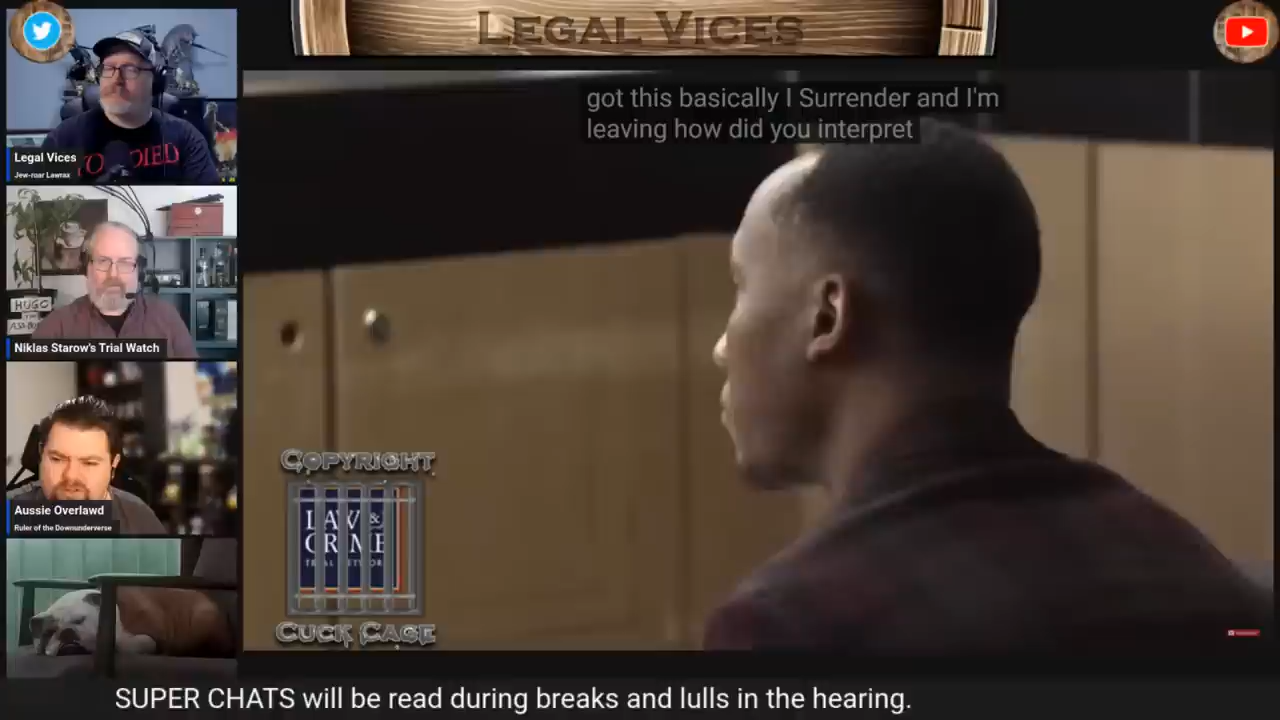 LEGAL VICES
got this basically I Surrender and I'm
leaving how did you interpret
Legal Vices
Jew-roar Lawrax
DIED
HUGO
Niklas Starow's Trial Watch
Aussie Overlawd
Ruler of the Downunderverse
COPYRIGHT
LAW &
CRIME
CUCK CAGE
SUPER CHATS will be read during breaks and lulls in the hearing.